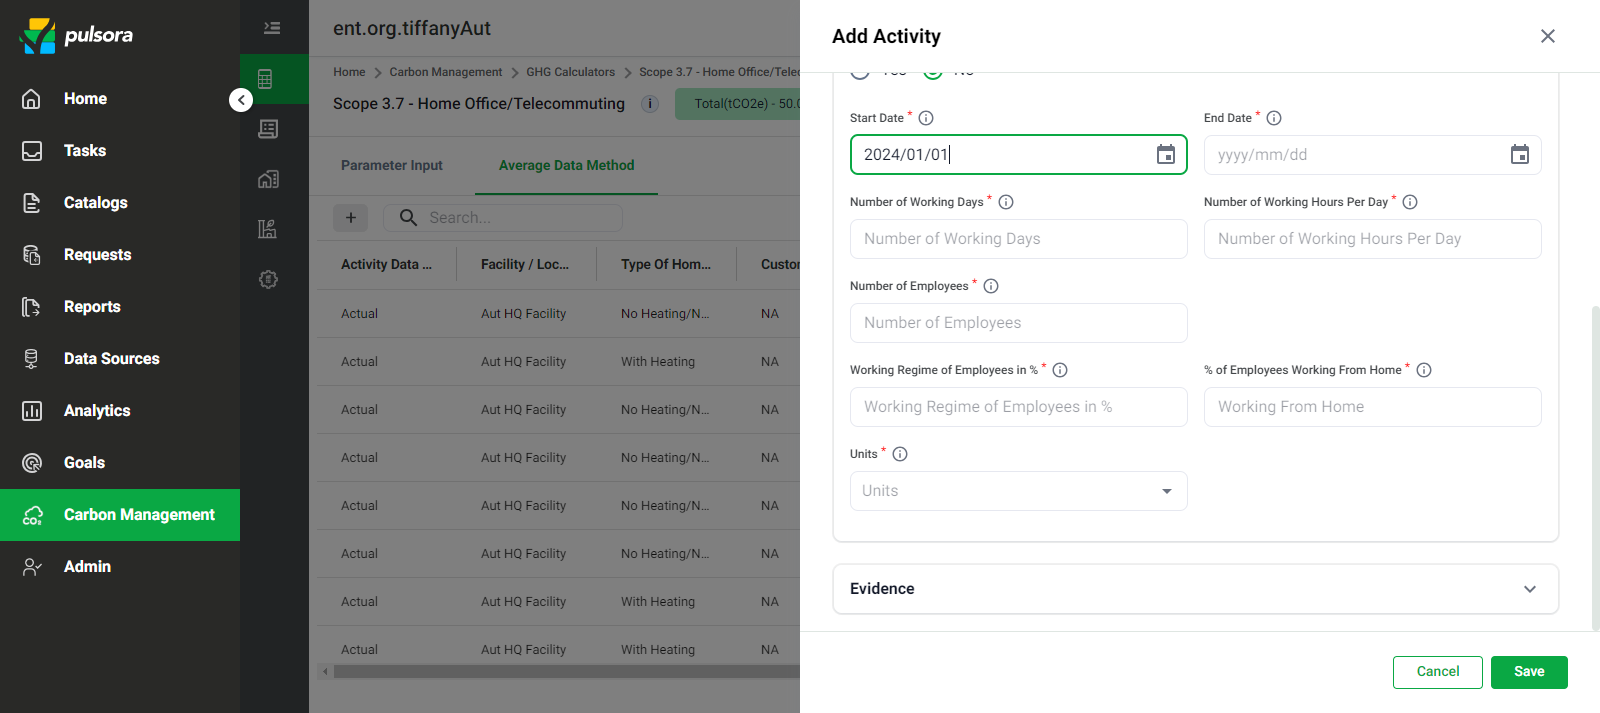 pulsora
Home
Tasks
Catalogs
Requests
Reports
Data Sources
Analytics
Goals
Carbon Management
Admin
ent.org.tiffanyAut
Home > Carbon Management > GHG Calculators > Scope 3.7 - Home Office/Telec
Scope 3.7 - Home Office/Telecommuting i Total(tCO2e) - 50.0
Parameter Input Average Data Method
+ Search...
Activity Data ... Facility / Loc... Type Of Hom... Custor
Actual Aut HQ Facility No Heating/N... NA
Actual Aut HQ Facility With Heating NA
Actual Aut HQ Facility No Heating/N... NA
Actual Aut HQ Facility No Heating/N... NA
Actual Aut HQ Facility No Heating/N... NA
Actual Aut HQ Facility No Heating/N... NA
Actual Aut HQ Facility With Heating NA
Actual Aut HQ Facility With Heating NA
Add Activity
Yes No
Start Date * End Date *
2024/01/01 yyyy/mm/dd
Number of Working Days * Number of Working Hours Per Day *
Number of Working Days Number of Working Hours Per Day
Number of Employees *
Number of Employees
Working Regime of Employees in % * % of Employees Working From Home *
Working Regime of Employees in % Working From Home
Units *
Units
Evidence
Cancel Save